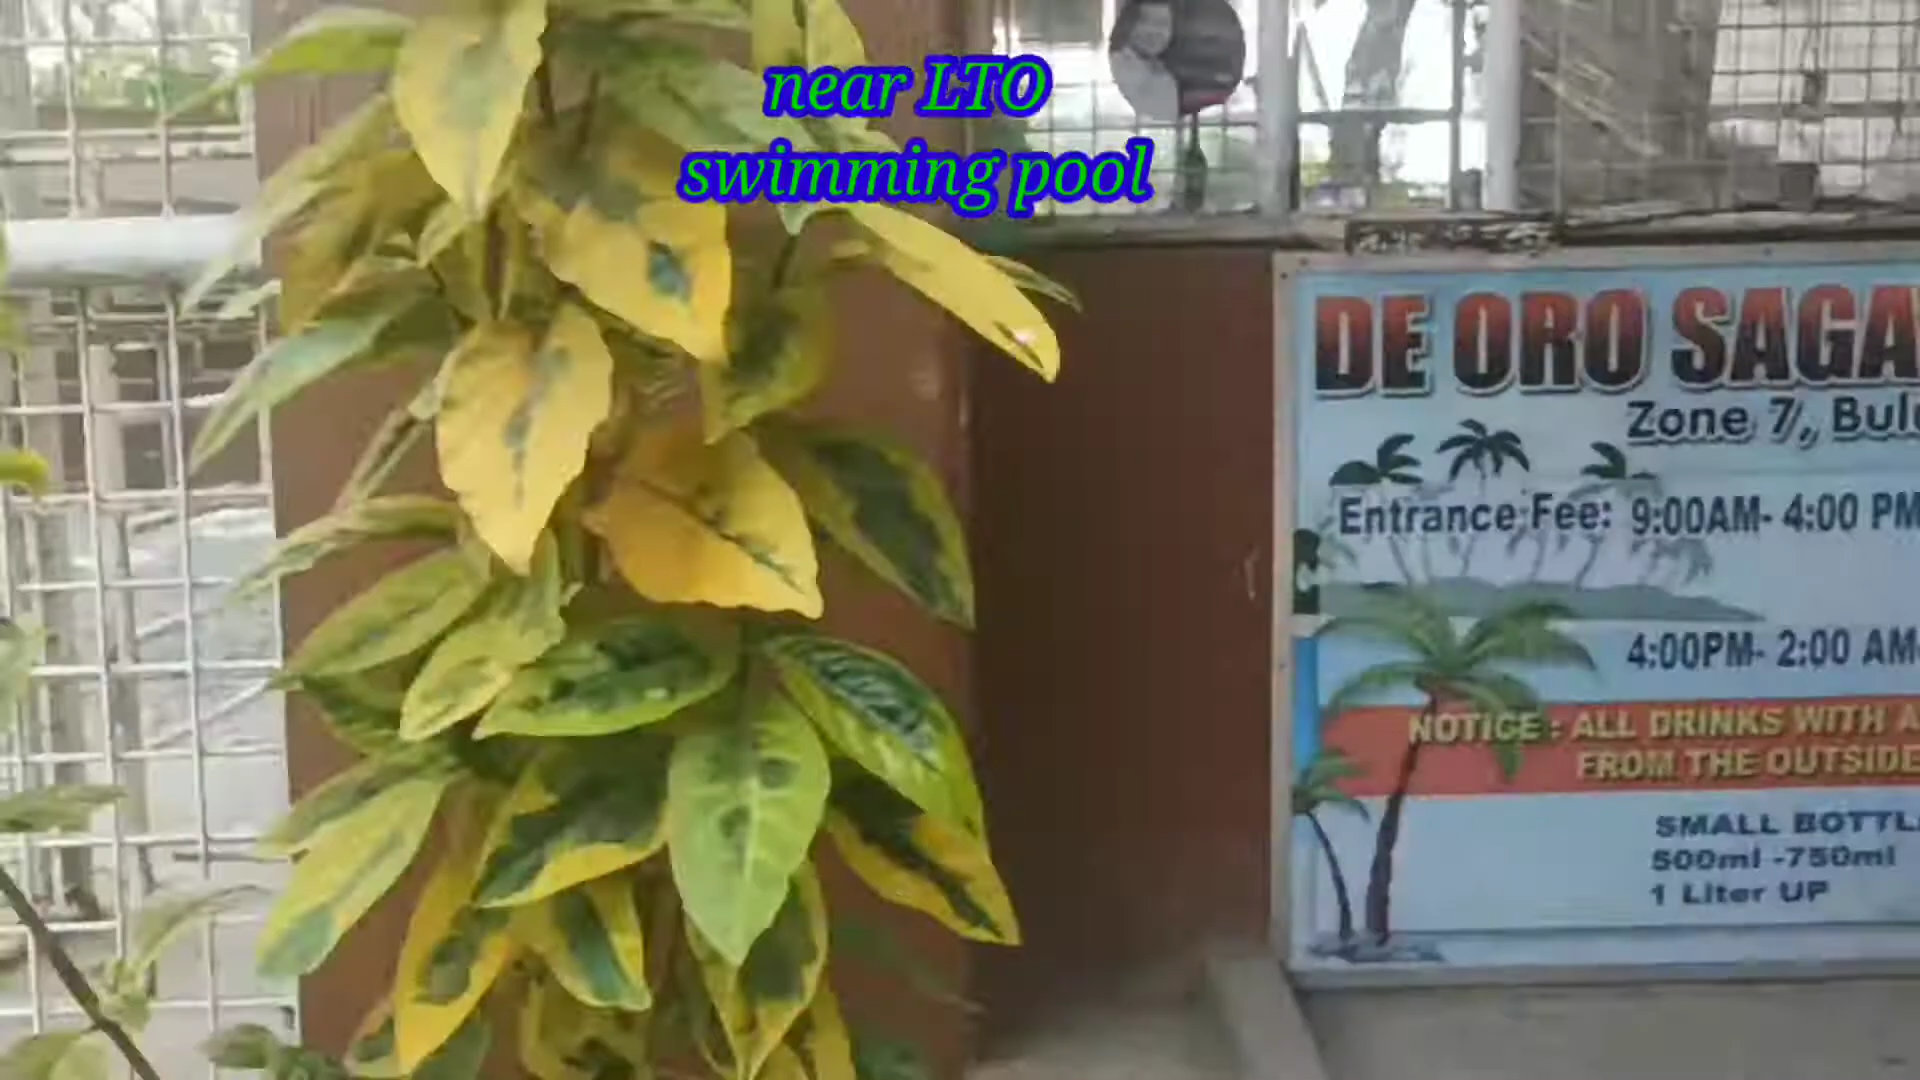 near LTO
swimming pool
DE ORO SAGA
Zone 7, Bulu
Entrance Fee: 9:00AM- 4:00 PM
4:00PM- 2:00 AM
NOTICE : ALL DRINKS WITH A
FROM THE OUTSIDE
SMALL BOTTL
500ml -750ml
1 Liter UP